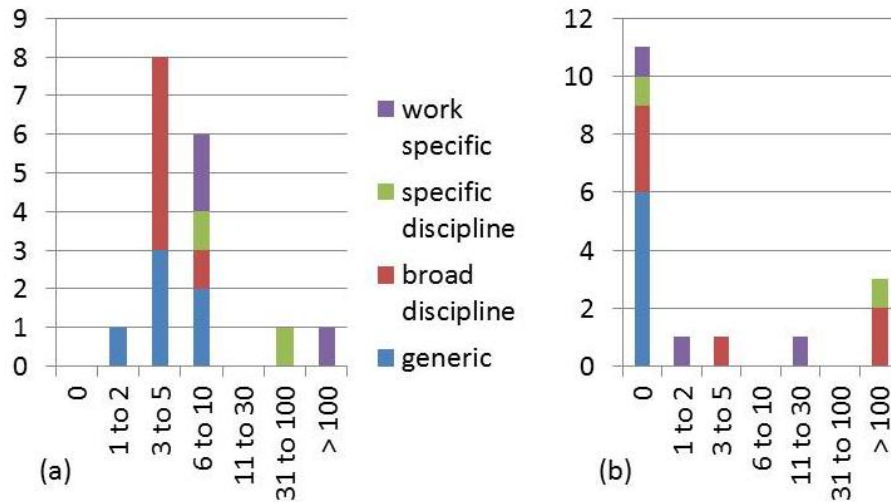 9
8
7
6
5
4
3
2
1
0
0
1 to 2
3 to 5
6 to 10
11 to 30
31 to 100
> 100
(a)
work
specific
specific
discipline
broad
discipline
generic
12
10
8
6
4
2
0
0
1 to 2
3 to 5
6 to 10
11 to 30
31 to 100
> 100
(b)